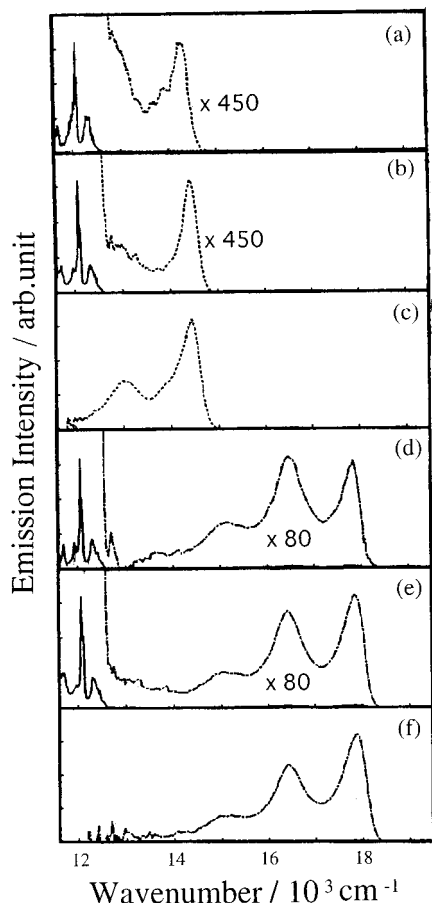 (a)
x 450
(b)
x 450
(c)
(d)
x 80
(e)
x 80
(f)
Emission Intensity / arb.unit
12 14 16 18
Wavenumber / 10³ cm⁻¹